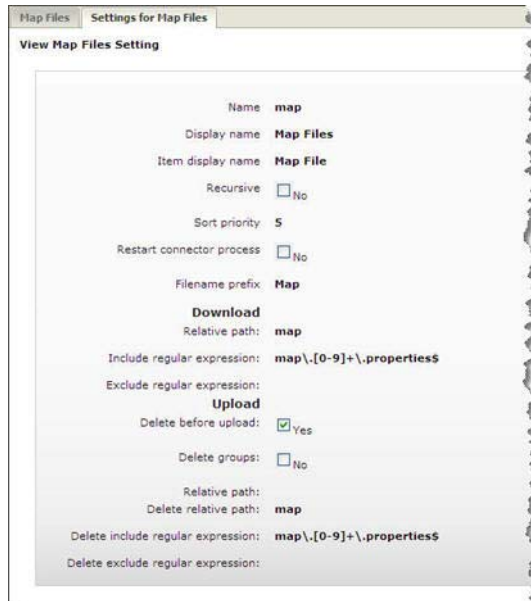 Map Files Settings for Map Files
View Map Files Setting
Name map
Display name Map Files
Item display name Map File
Recursive No
Sort priority 5
Restart connector process No
Filename prefix Map
Download
Relative path: map
Include regular expression: map\.[0-9]+\.properties$
Exclude regular expression:
Upload
Delete before upload: Yes
Delete groups: No
Relative path:
Delete relative path: map
Delete include regular expression: map\.[0-9]+\.properties$
Delete exclude regular expression: